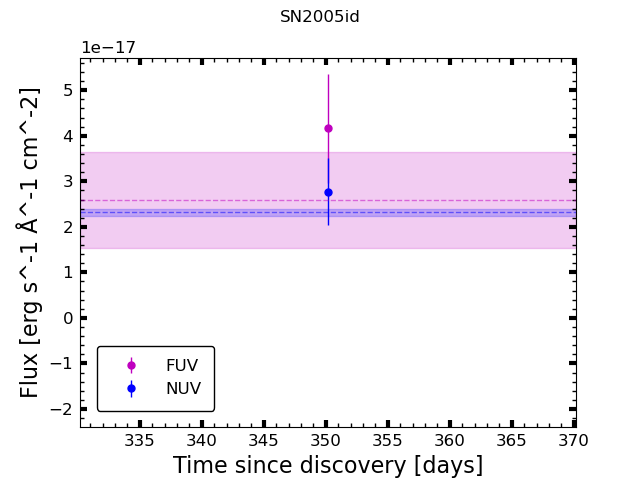 SN2005id
1e−17
5
4
3
2
1
0
−1
−2
Flux [erg s^-1 Å^-1 cm^-2]
FUV
NUV
335 340 345 350 355 360 365 370
Time since discovery [days]